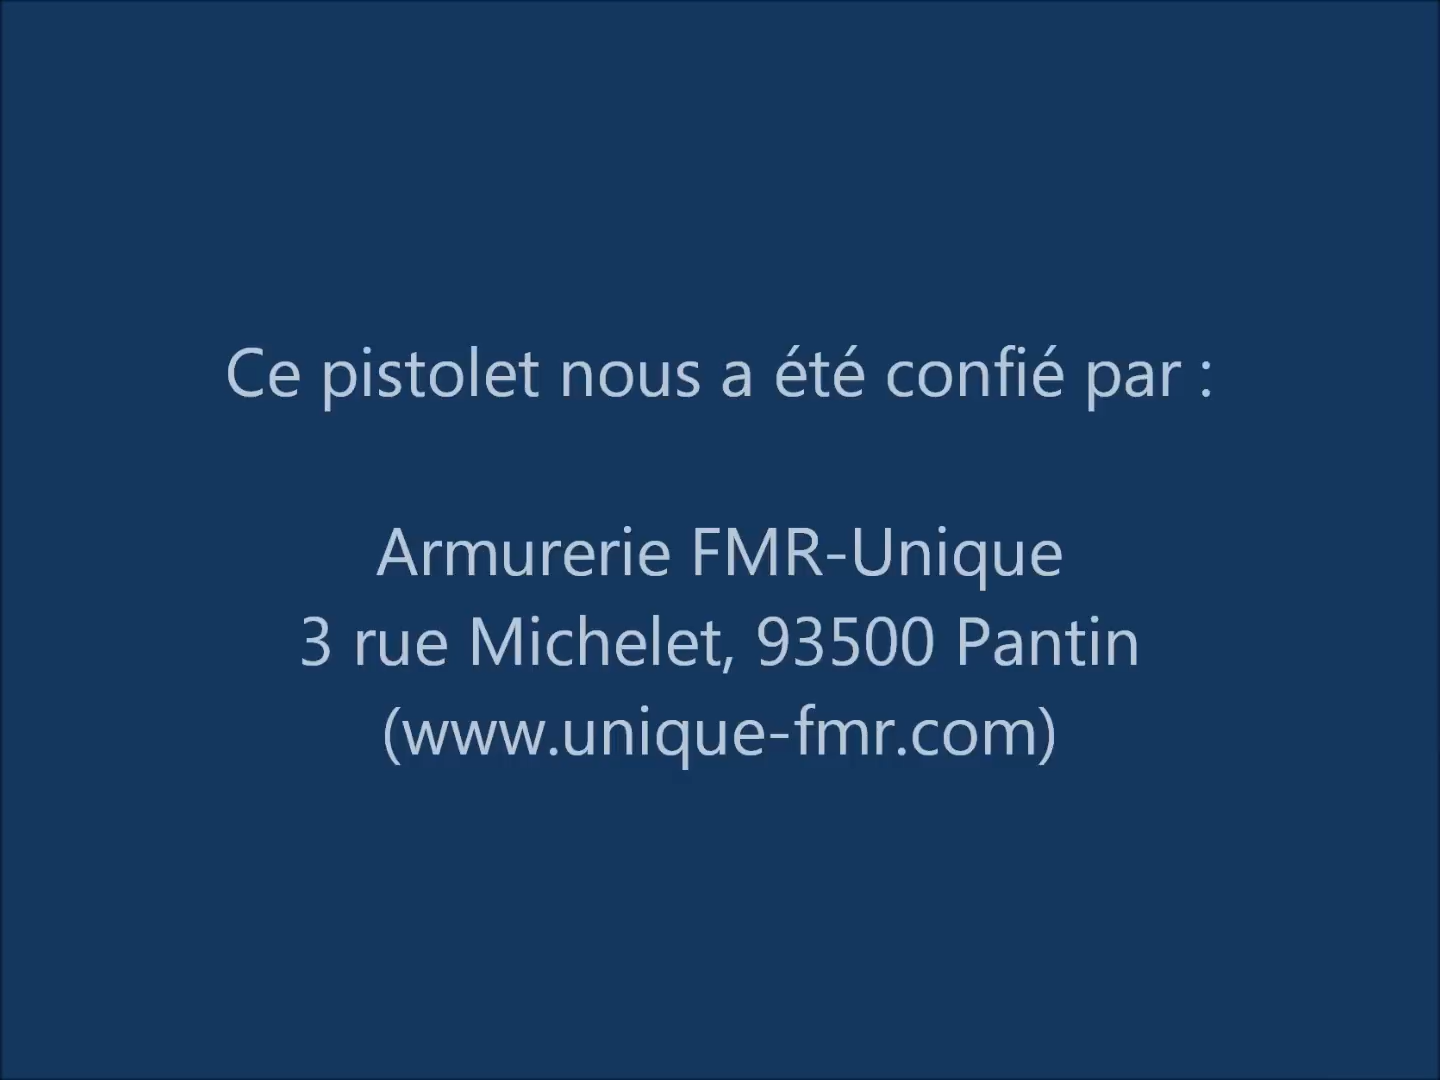 Ce pistolet nous a été confié par :
Armurerie FMR-Unique
3 rue Michelet, 93500 Pantin
(www.unique-fmr.com)